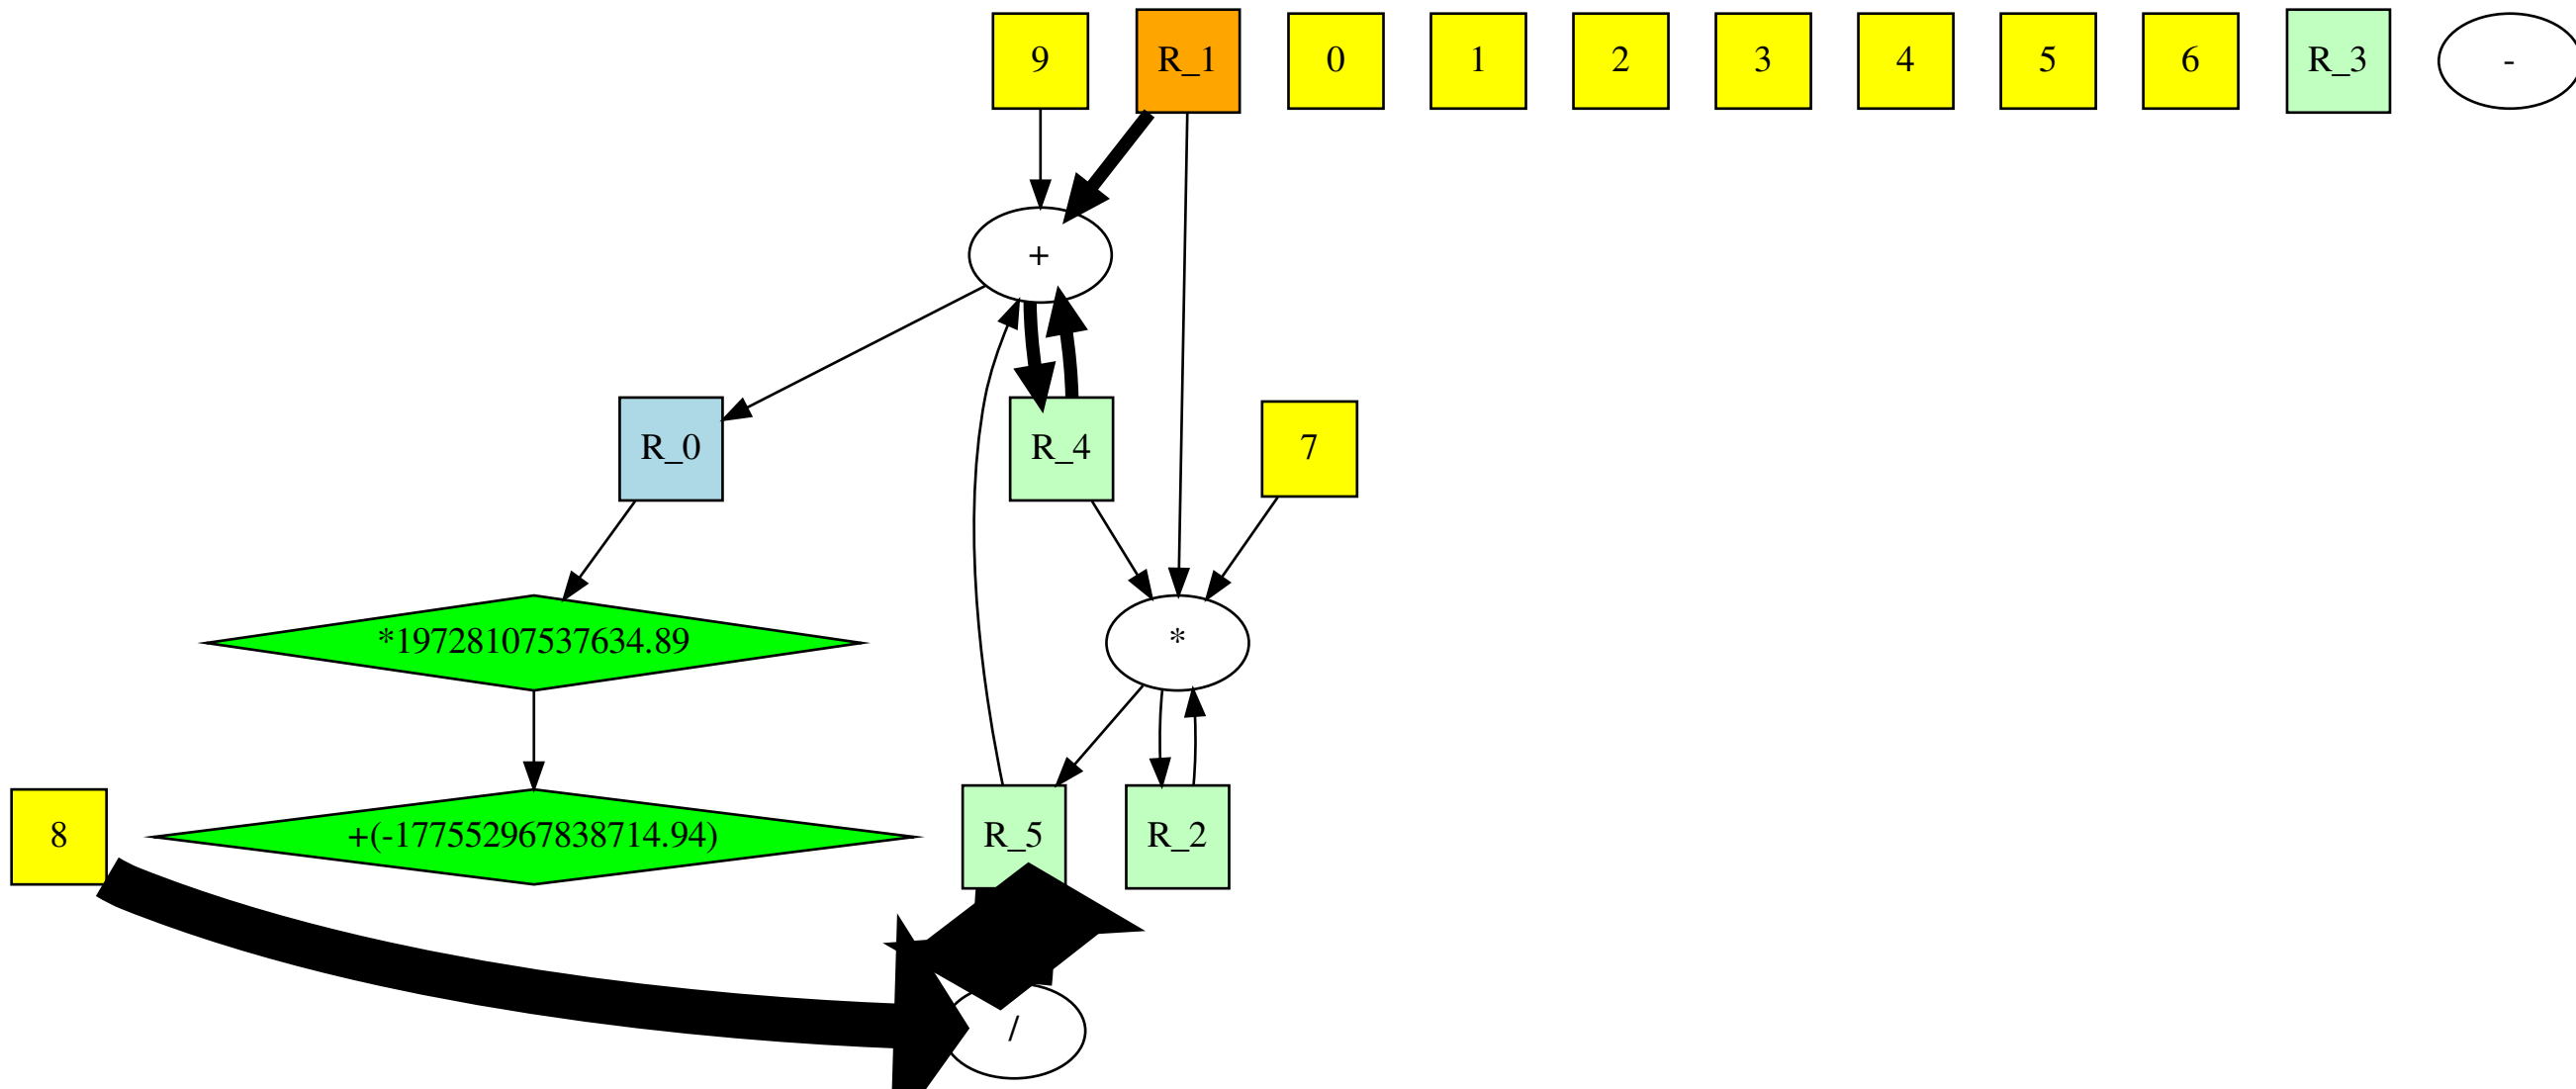 9
R_1
0
1
2
3
4
5
6
R_3
-
+
R_0
R_4
7
*19728107537634.89
*
8
+(-177552967838714.94)
R_5
R_2
/